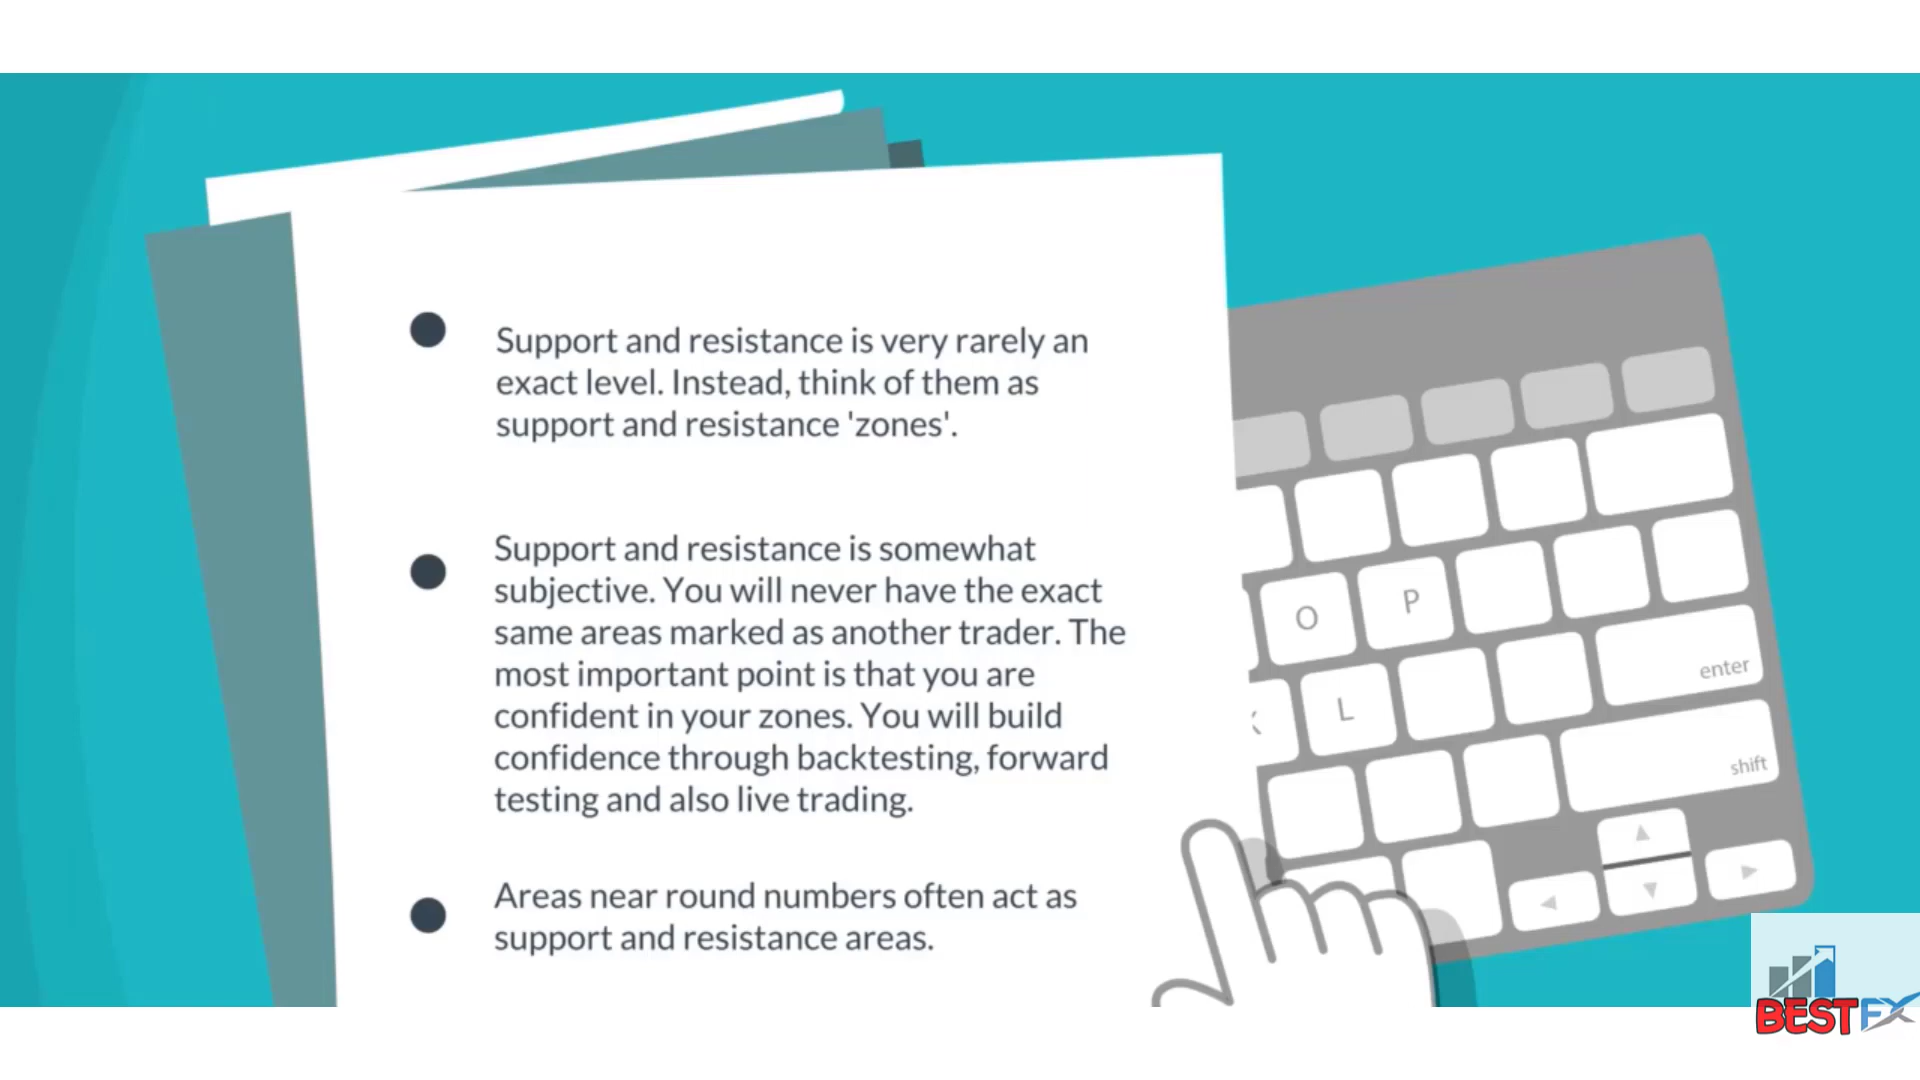 Support and resistance is very rarely an
exact level. Instead, think of them as
support and resistance 'zones'.
Support and resistance is somewhat
subjective. You will never have the exact
same areas marked as another trader. The
most important point is that you are
confident in your zones. You will build
confidence through backtesting, forward
testing and also live trading.
Areas near round numbers often act as
support and resistance areas.
O P
enter
L
shift
BESTFX